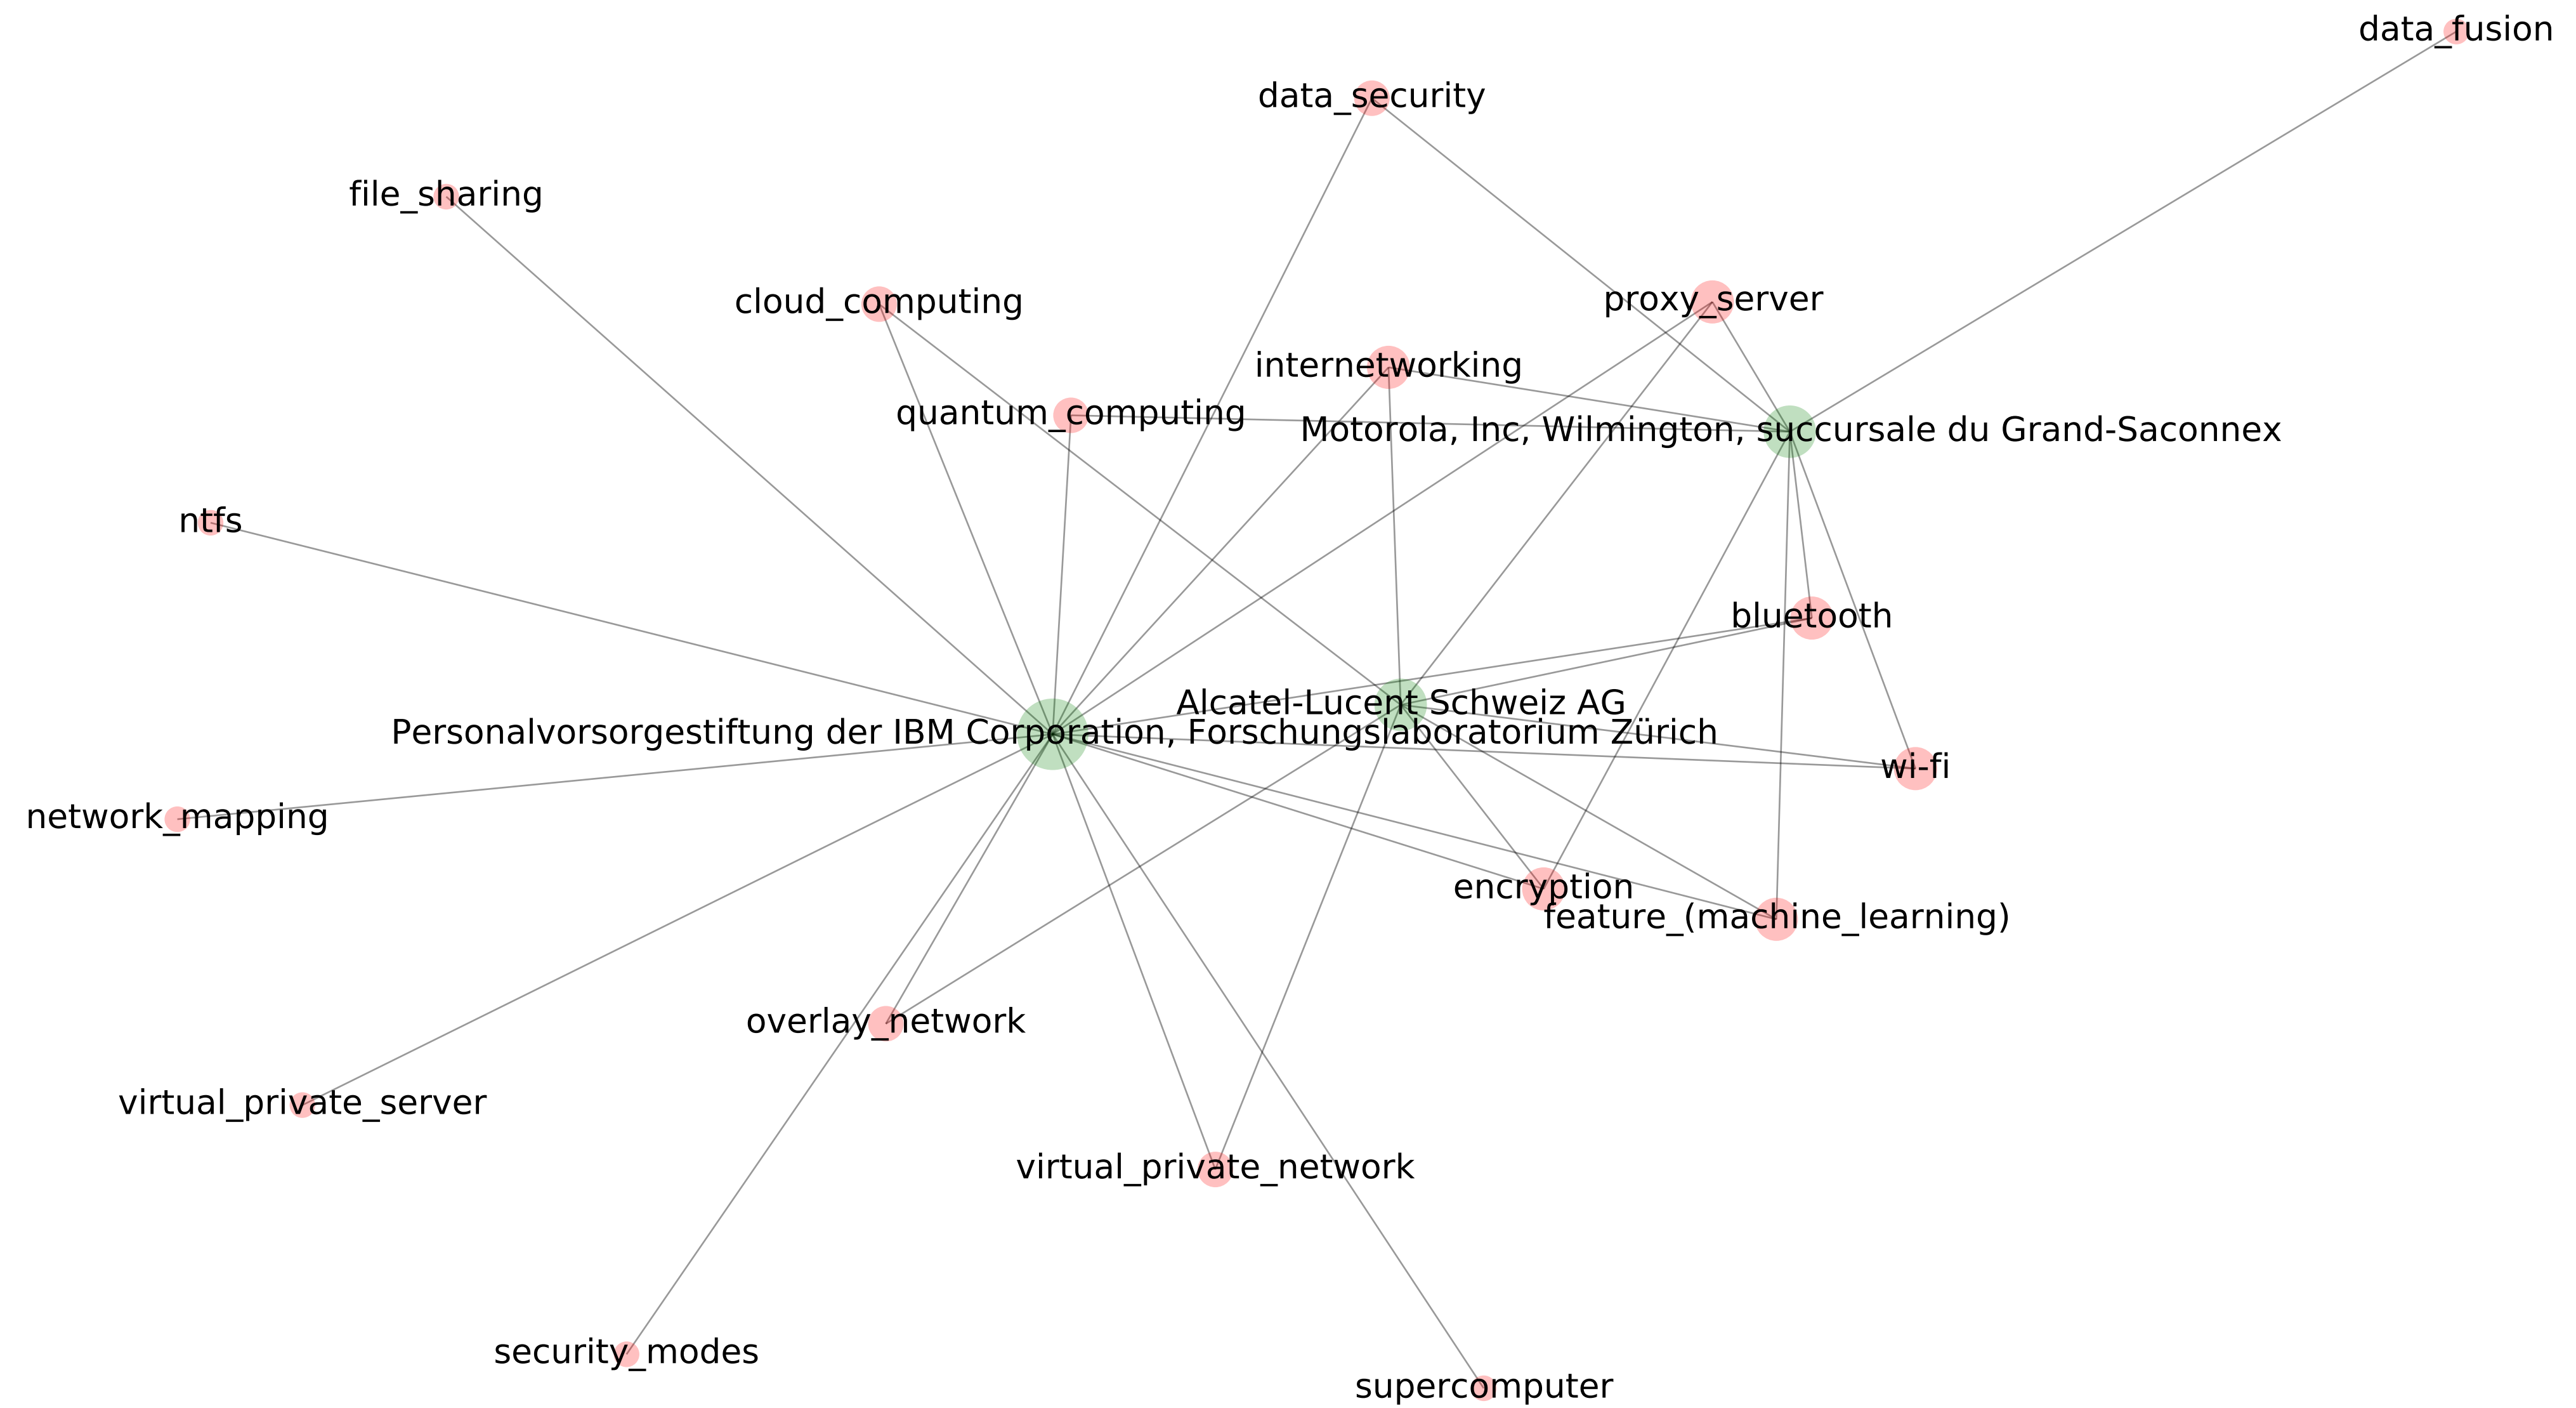 data_fusion
data_security
file_sharing
cloud_computing
proxy_server
internetworking
quantum_computing
Motorola, Inc, Wilmington, succursale du Grand-Saconnex
ntfs
bluetooth
Alcatel-Lucent Schweiz AG
Personalvorsorgestiftung der IBM Corporation, Forschungslaboratorium Zürich
wi-fi
network_mapping
encryption
feature_(machine_learning)
overlay_network
virtual_private_server
virtual_private_network
security_modes
supercomputer